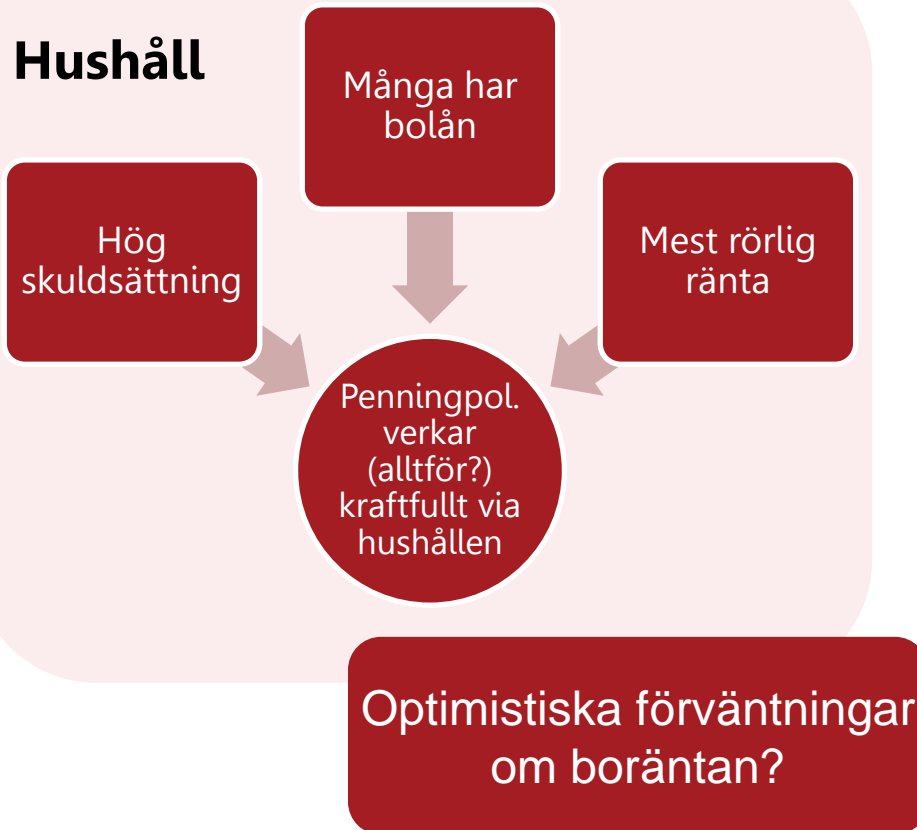 Hushåll
Många har
bolån
Hög
skuldsättning
Mest rörlig
ränta
Penningpol.
verkar
(alltför?)
kraftfullt via
hushållen
Optimistiska förväntningar
om boräntan?